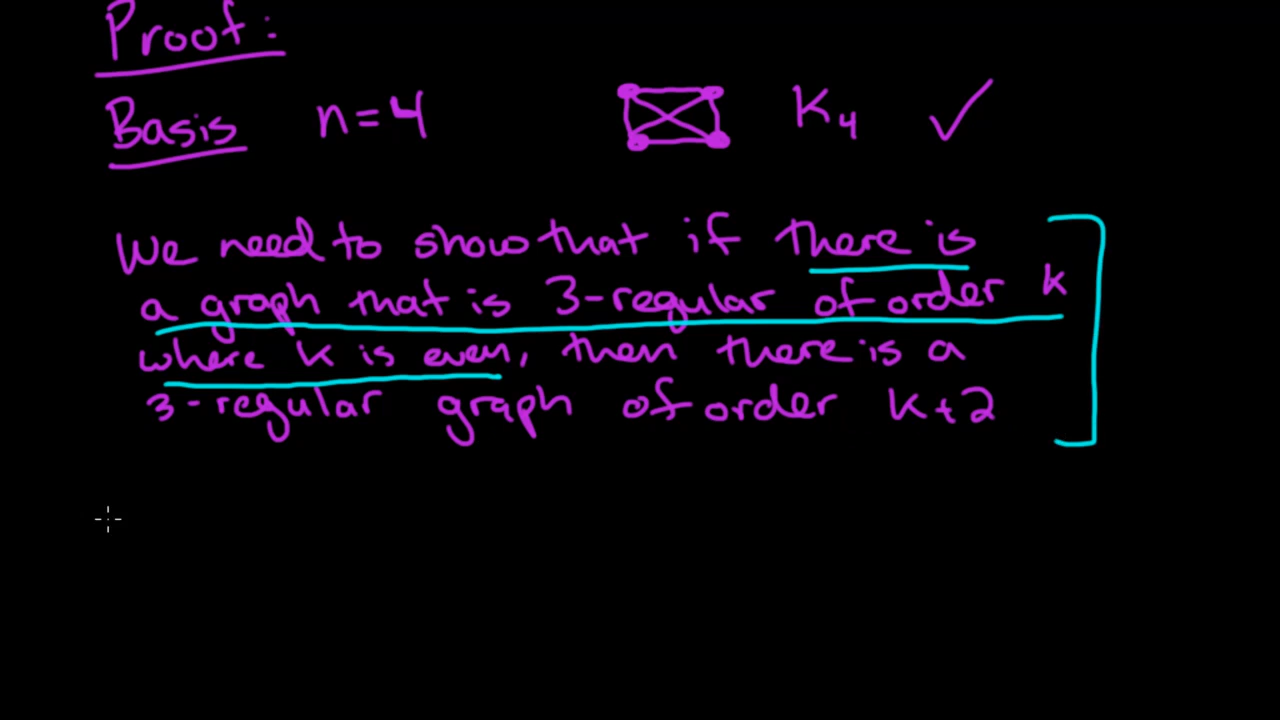 Proof:
Basis n=4 K4 ✓
We need to show that if there is
a graph that is 3-regular of order k
where k is even, then there is a
3-regular graph of order k+2